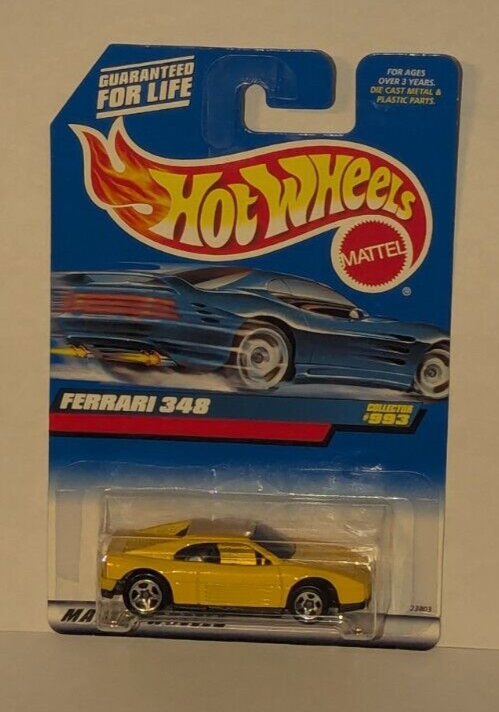 GUARANTEED
FOR LIFE
FOR AGES
OVER 3 YEARS.
DIE CAST METAL &
PLASTIC PARTS.
HOT WHEELS
MATTEL
®
FERRARI 348
COLLECTOR
#993